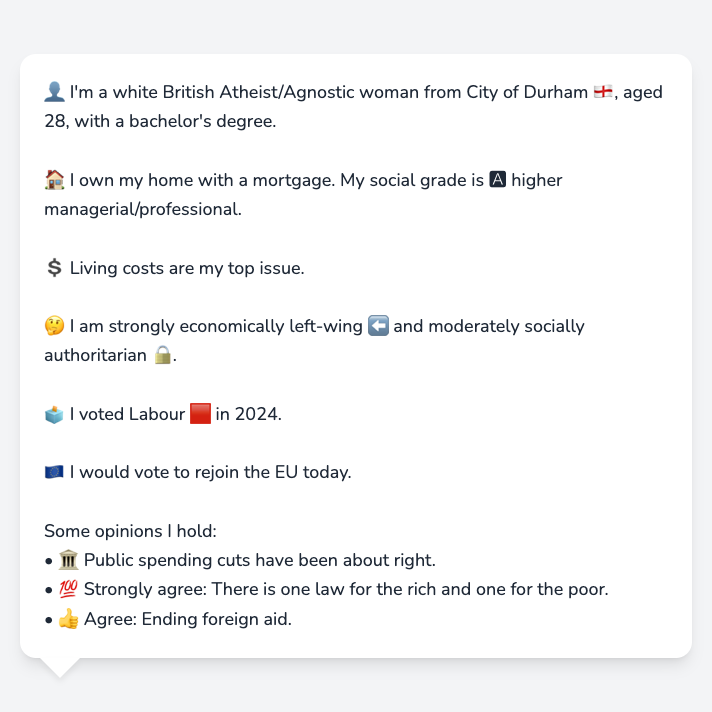 👤 I'm a white British Atheist/Agnostic woman from City of Durham 🏴󠁧󠁢󠁥󠁮󠁧󠁿, aged
28, with a bachelor's degree.
🏠 I own my home with a mortgage. My social grade is 🅰 higher
managerial/professional.
💲 Living costs are my top issue.
🤔 I am strongly economically left-wing ⬅️ and moderately socially
authoritarian 🔒.
🗳️ I voted Labour 🟥 in 2024.
🇪🇺 I would vote to rejoin the EU today.
Some opinions I hold:
• 🏛️ Public spending cuts have been about right.
• 💯 Strongly agree: There is one law for the rich and one for the poor.
• 👍 Agree: Ending foreign aid.